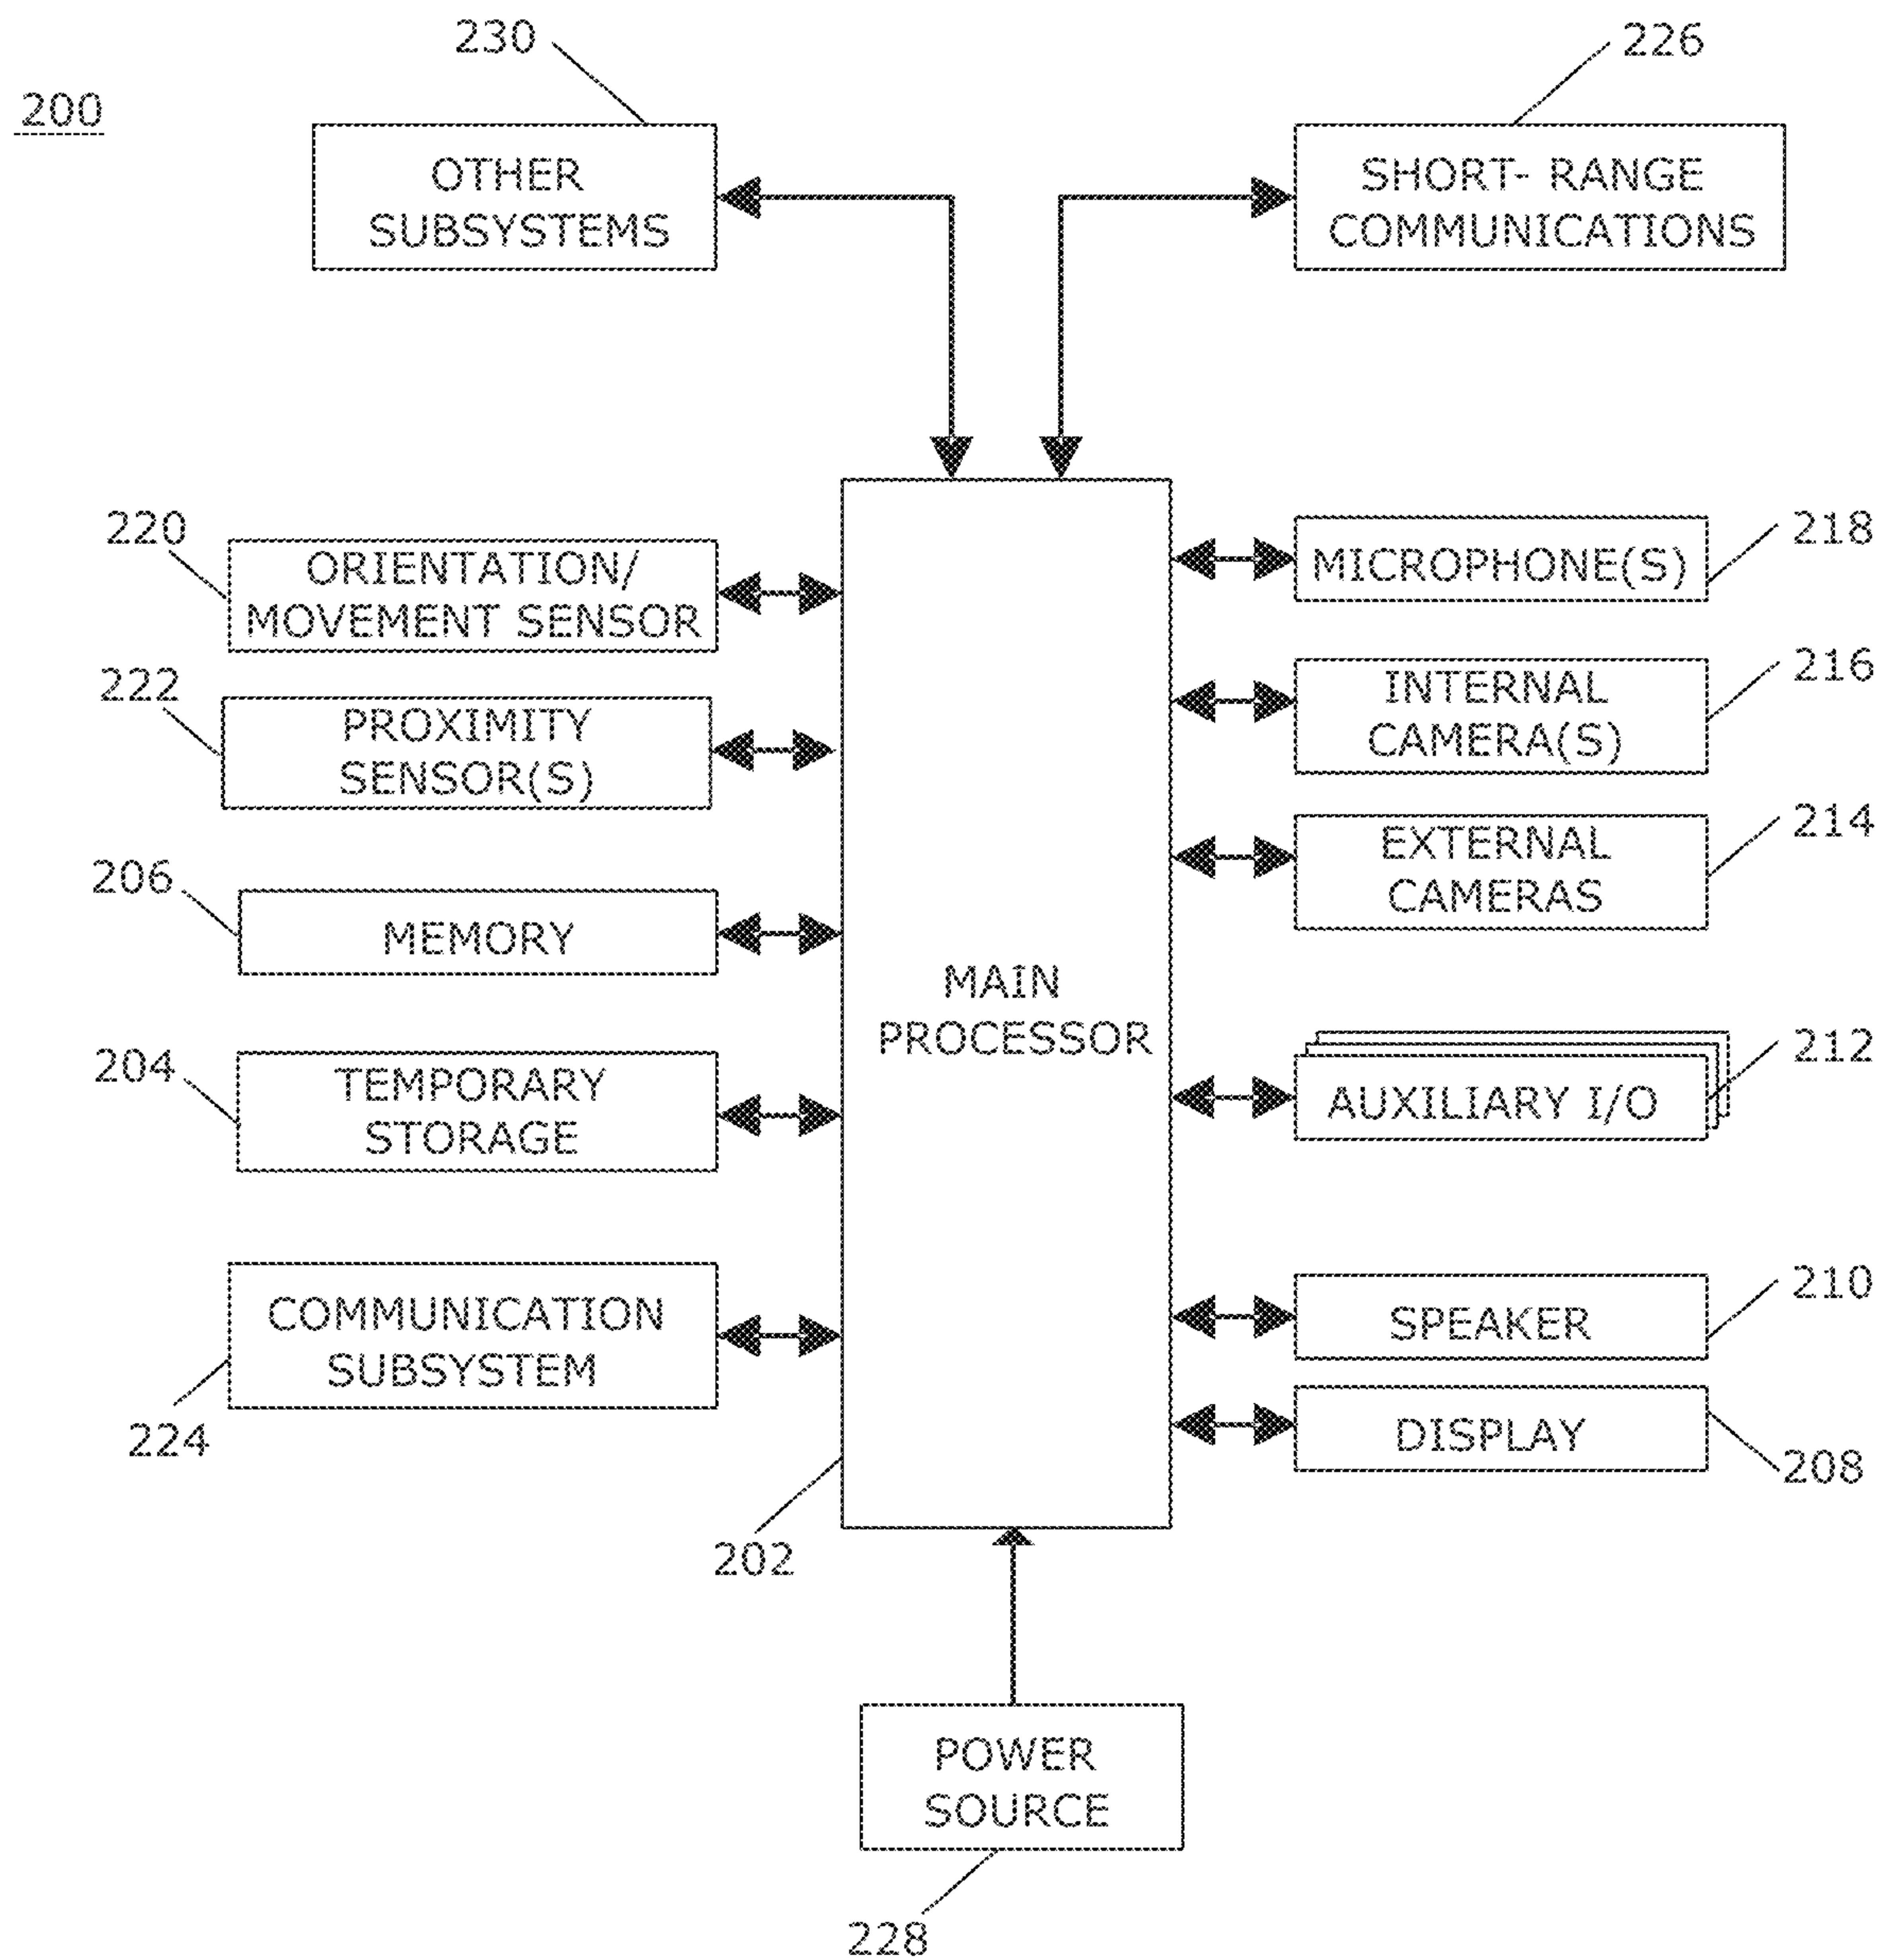 230
226
200
OTHER
SUBSYSTEMS
SHORT- RANGE
COMMUNICATIONS
220
ORIENTATION/
MOVEMENT SENSOR
222
PROXIMITY
SENSOR(S)
206
MEMORY
204
TEMPORARY
STORAGE
COMMUNICATION
SUBSYSTEM
224
MAIN
PROCESSOR
202
MICROPHONE(S)
218
INTERNAL
CAMERA(S)
216
EXTERNAL
CAMERAS
214
AUXILIARY I/O
212
SPEAKER
210
DISPLAY
208
POWER
SOURCE
228